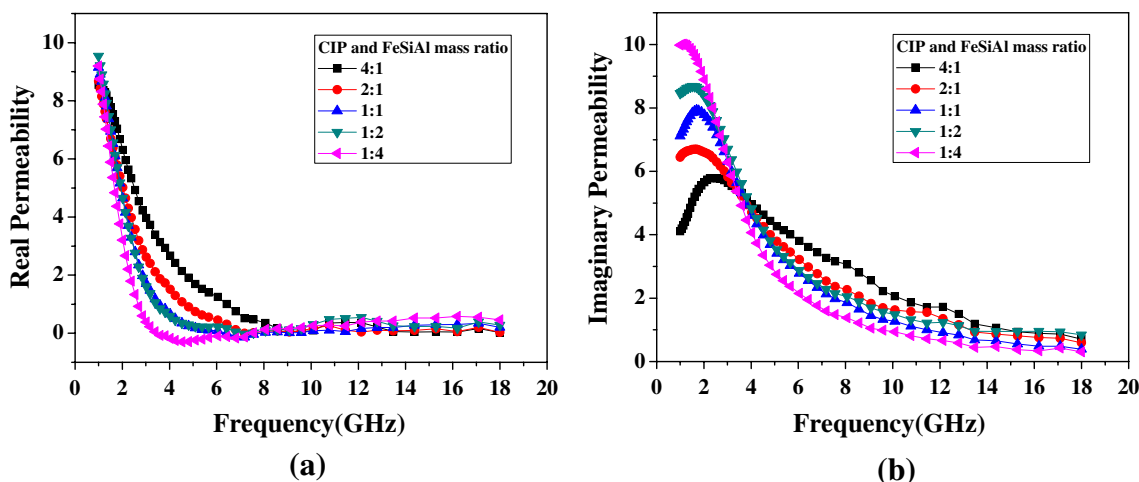 10
8
6
4
2
0
Real Permeability
CIP and FeSiAl mass ratio
4:1
2:1
1:1
1:2
1:4
0 2 4 6 8 10 12 14 16 18 20
Frequency(GHz)
(a)
10
8
6
4
2
0
Imaginary Permeability
CIP and FeSiAl mass ratio
4:1
2:1
1:1
1:2
1:4
0 2 4 6 8 10 12 14 16 18 20
Frequency(GHz)
(b)